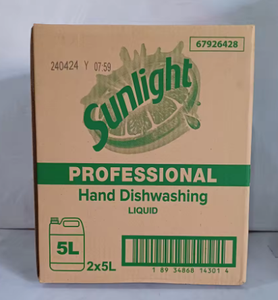 67926428
240424 Y 07:59
Sunlight
PROFESSIONAL
Hand Dishwashing
LIQUID
5L
2x5L
1 89 34868 14301 4